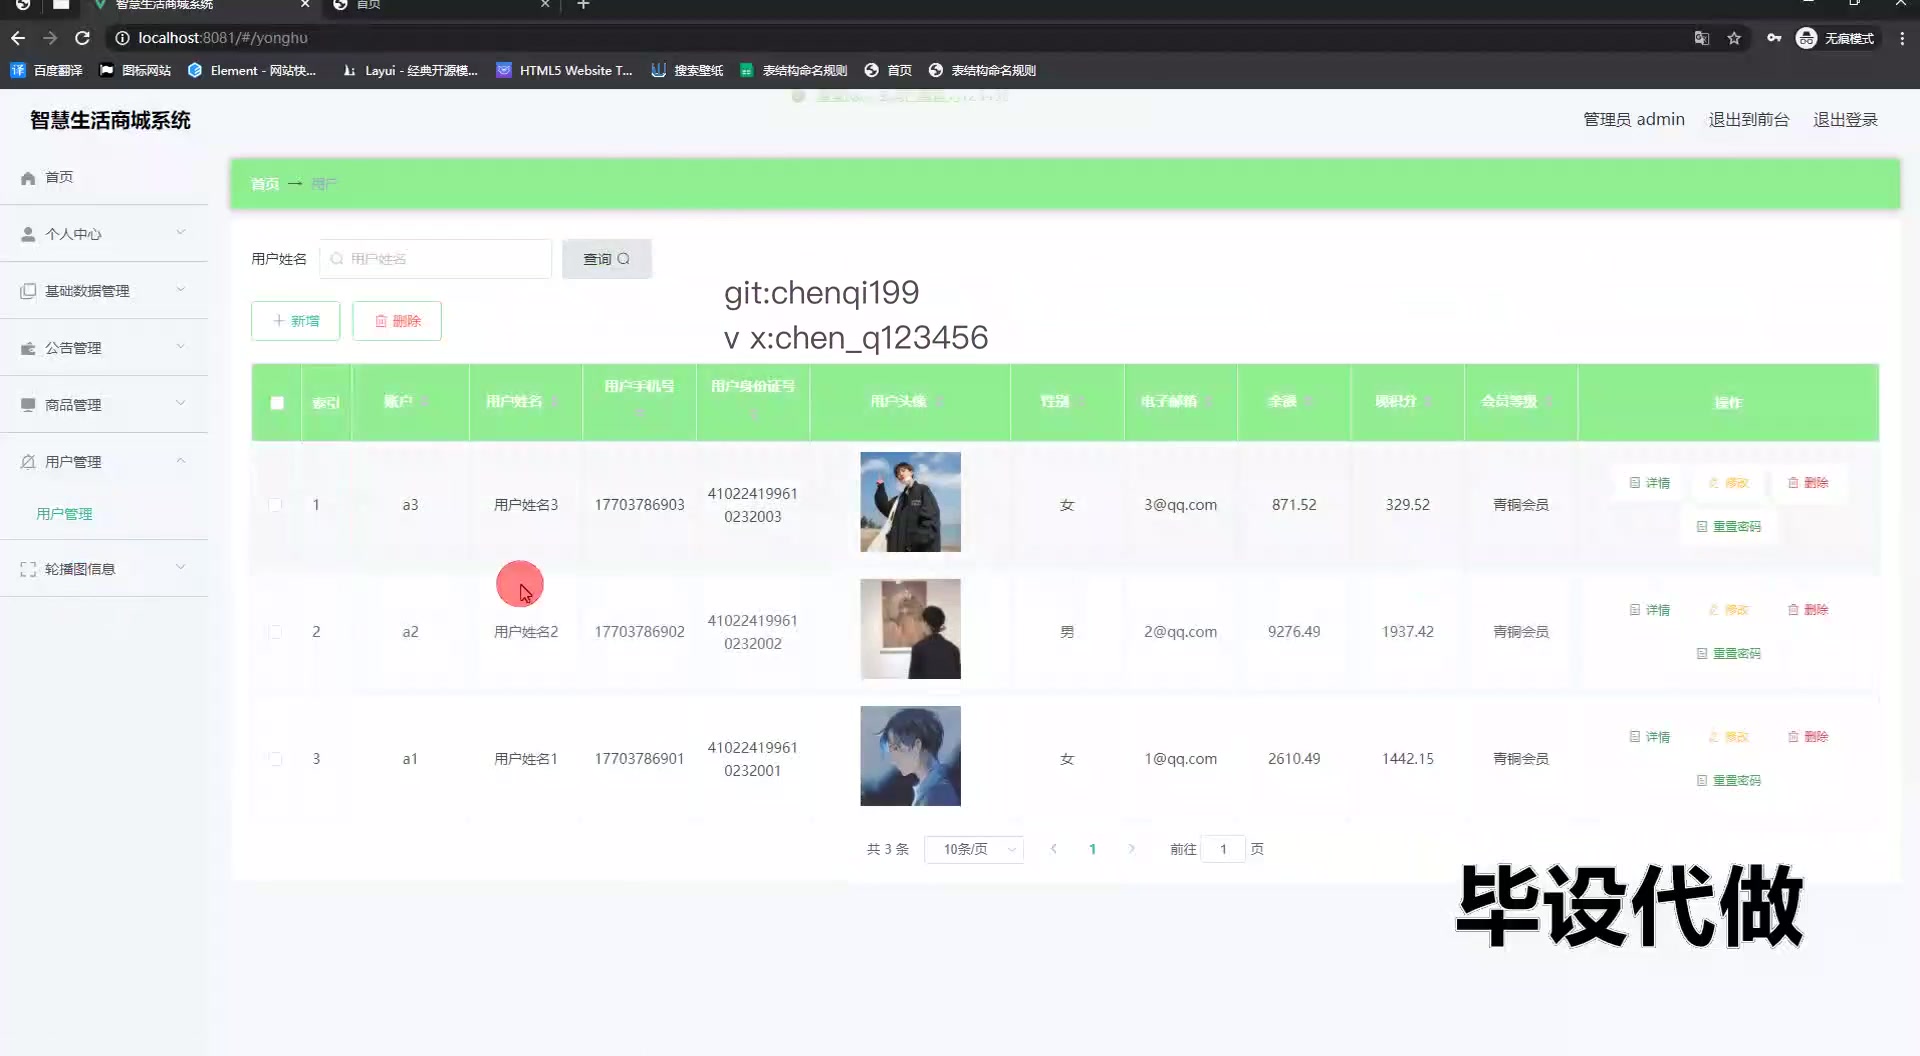 智慧生活商城系统
首页
localhost:8081/#/yonghu
无痕模式
百度翻译
图标网站
Element - 网站快...
Layui - 经典开源模...
HTML5 Website T...
搜索壁纸
表结构命名规则
首页
表结构命名规则
智慧生活商城系统
管理员 admin
退出到前台
退出登录
首页
个人中心
基础数据管理
公告管理
商品管理
用户管理
用户管理
轮播图信息
首页 → 用户
用户姓名
用户姓名
查询
git:chenqi199
v x:chen_q123456
新增
删除
索引 账户 用户姓名 用户手机号 用户身份证号 用户头像 性别 电子邮箱 余额 现积分 会员等级 操作
1 a3 用户姓名3 17703786903 41022419961
0232003
女 3@qq.com 871.52 329.52 青铜会员
详情 修改 删除
重置密码
2 a2 用户姓名2 17703786902 41022419961
0232002
男 2@qq.com 9276.49 1937.42 青铜会员
详情 修改 删除
重置密码
3 a1 用户姓名1 17703786901 41022419961
0232001
女 1@qq.com 2610.49 1442.15 青铜会员
详情 修改 删除
重置密码
共 3 条 10条/页 1 前往 1 页
毕设代做